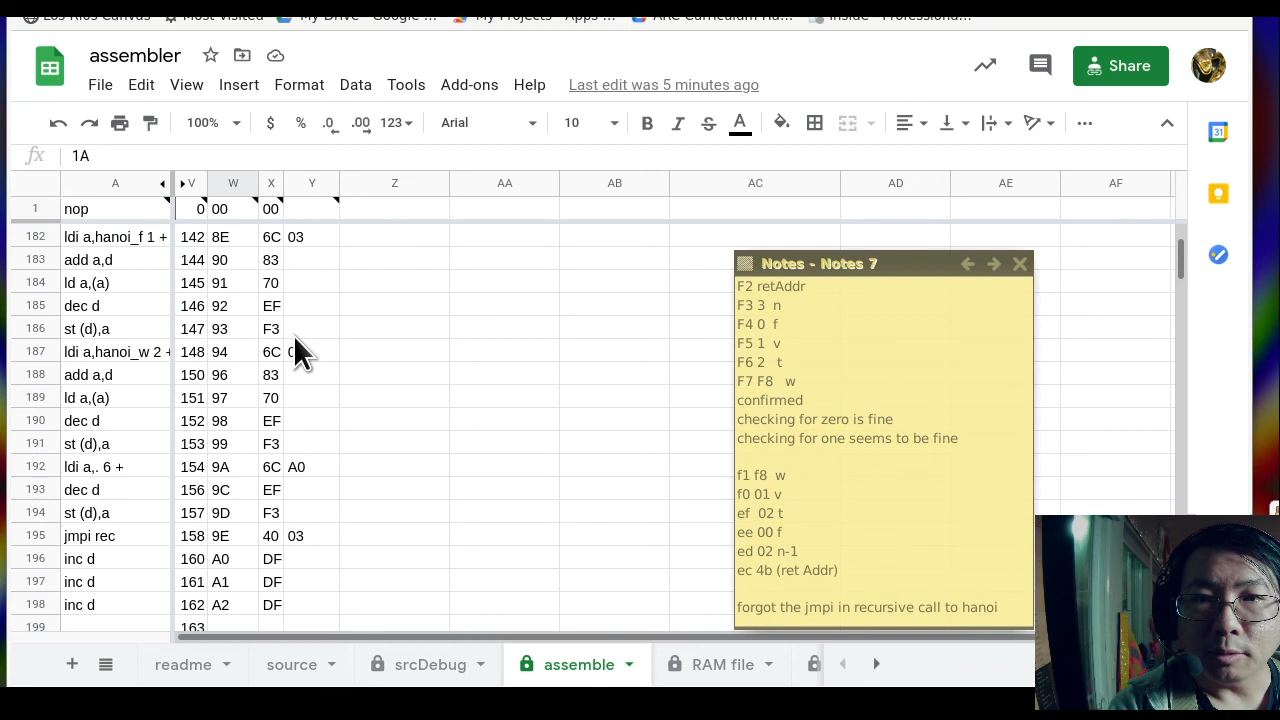 Most Visited
assembler
File Edit View Insert Format Data Tools Add-ons Help Last edit was 5 minutes ago
Share
100% $ % .0 .00 123 Arial 10 B I S A
fx 1A
A V W X Y Z AA AB AC AD AE AF
1 nop 0 00 00
182 ldi a,hanoi_f 1 + 142 8E 6C 03
183 add a,d 144 90 83
184 ld a,(a) 145 91 70
185 dec d 146 92 EF
186 st (d),a 147 93 F3
187 ldi a,hanoi_w 2 + 148 94 6C
188 add a,d 150 96 83
189 ld a,(a) 151 97 70
190 dec d 152 98 EF
191 st (d),a 153 99 F3
192 ldi a,. 6 + 154 9A 6C A0
193 dec d 156 9C EF
194 st (d),a 157 9D F3
195 jmpi rec 158 9E 40 03
196 inc d 160 A0 DF
197 inc d 161 A1 DF
198 inc d 162 A2 DF
199 163
Notes - Notes 7
F2 retAddr
F3 3 n
F4 0 f
F5 1 v
F6 2 t
F7 F8 w
confirmed
checking for zero is fine
checking for one seems to be fine
f1 f8 w
f0 01 v
ef 02 t
ee 00 f
ed 02 n-1
ec 4b (ret Addr)
forgot the jmpi in recursive call to hanoi
31
readme source srcDebug assemble RAM file